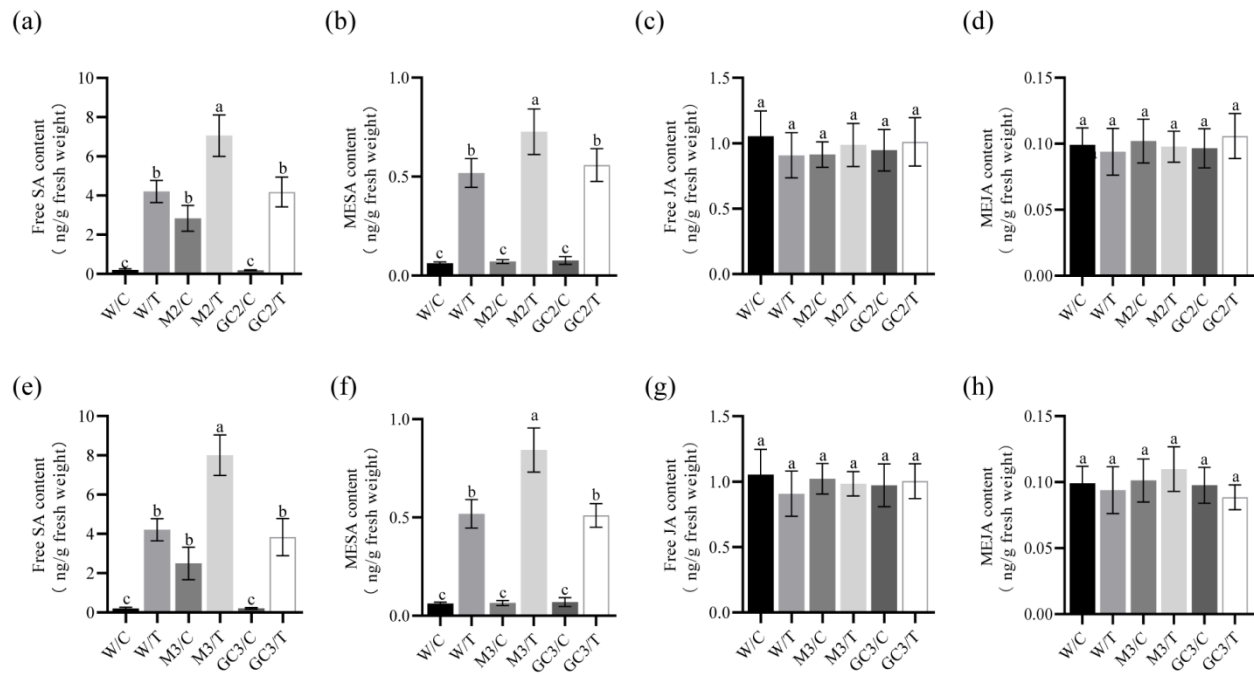 (a)
Free SA content
( ng/g fresh weight)
10
8
6
4
2
0
c
b
b
a
c
b
W/C
W/T
M2/C
M2/T
GC2/C
GC2/T
(b)
MESA content
( ng/g fresh weight)
1.0
0.5
0.0
c
b
c
a
c
b
W/C
W/T
M2/C
M2/T
GC2/C
GC2/T
(c)
Free JA content
( ng/g fresh weight)
1.5
1.0
0.5
0.0
a
a
a
a
a
a
W/C
W/T
M2/C
M2/T
GC2/C
GC2/T
(d)
MEJA content
( ng/g fresh weight)
0.15
0.10
0.05
0.00
a
a
a
a
a
a
W/C
W/T
M2/C
M2/T
GC2/C
GC2/T
(e)
Free SA content
( ng/g fresh weight)
10
8
6
4
2
0
c
b
b
a
c
b
W/C
W/T
M3/C
M3/T
GC3/C
GC3/T
(f)
MESA content
( ng/g fresh weight)
1.0
0.5
0.0
c
b
c
a
c
b
W/C
W/T
M3/C
M3/T
GC3/C
GC3/T
(g)
Free JA content
( ng/g fresh weight)
1.5
1.0
0.5
0.0
a
a
a
a
a
a
W/C
W/T
M3/C
M3/T
GC3/C
GC3/T
(h)
MEJA content
( ng/g fresh weight)
0.15
0.10
0.05
0.00
a
a
a
a
a
a
W/C
W/T
M3/C
M3/T
GC3/C
GC3/T